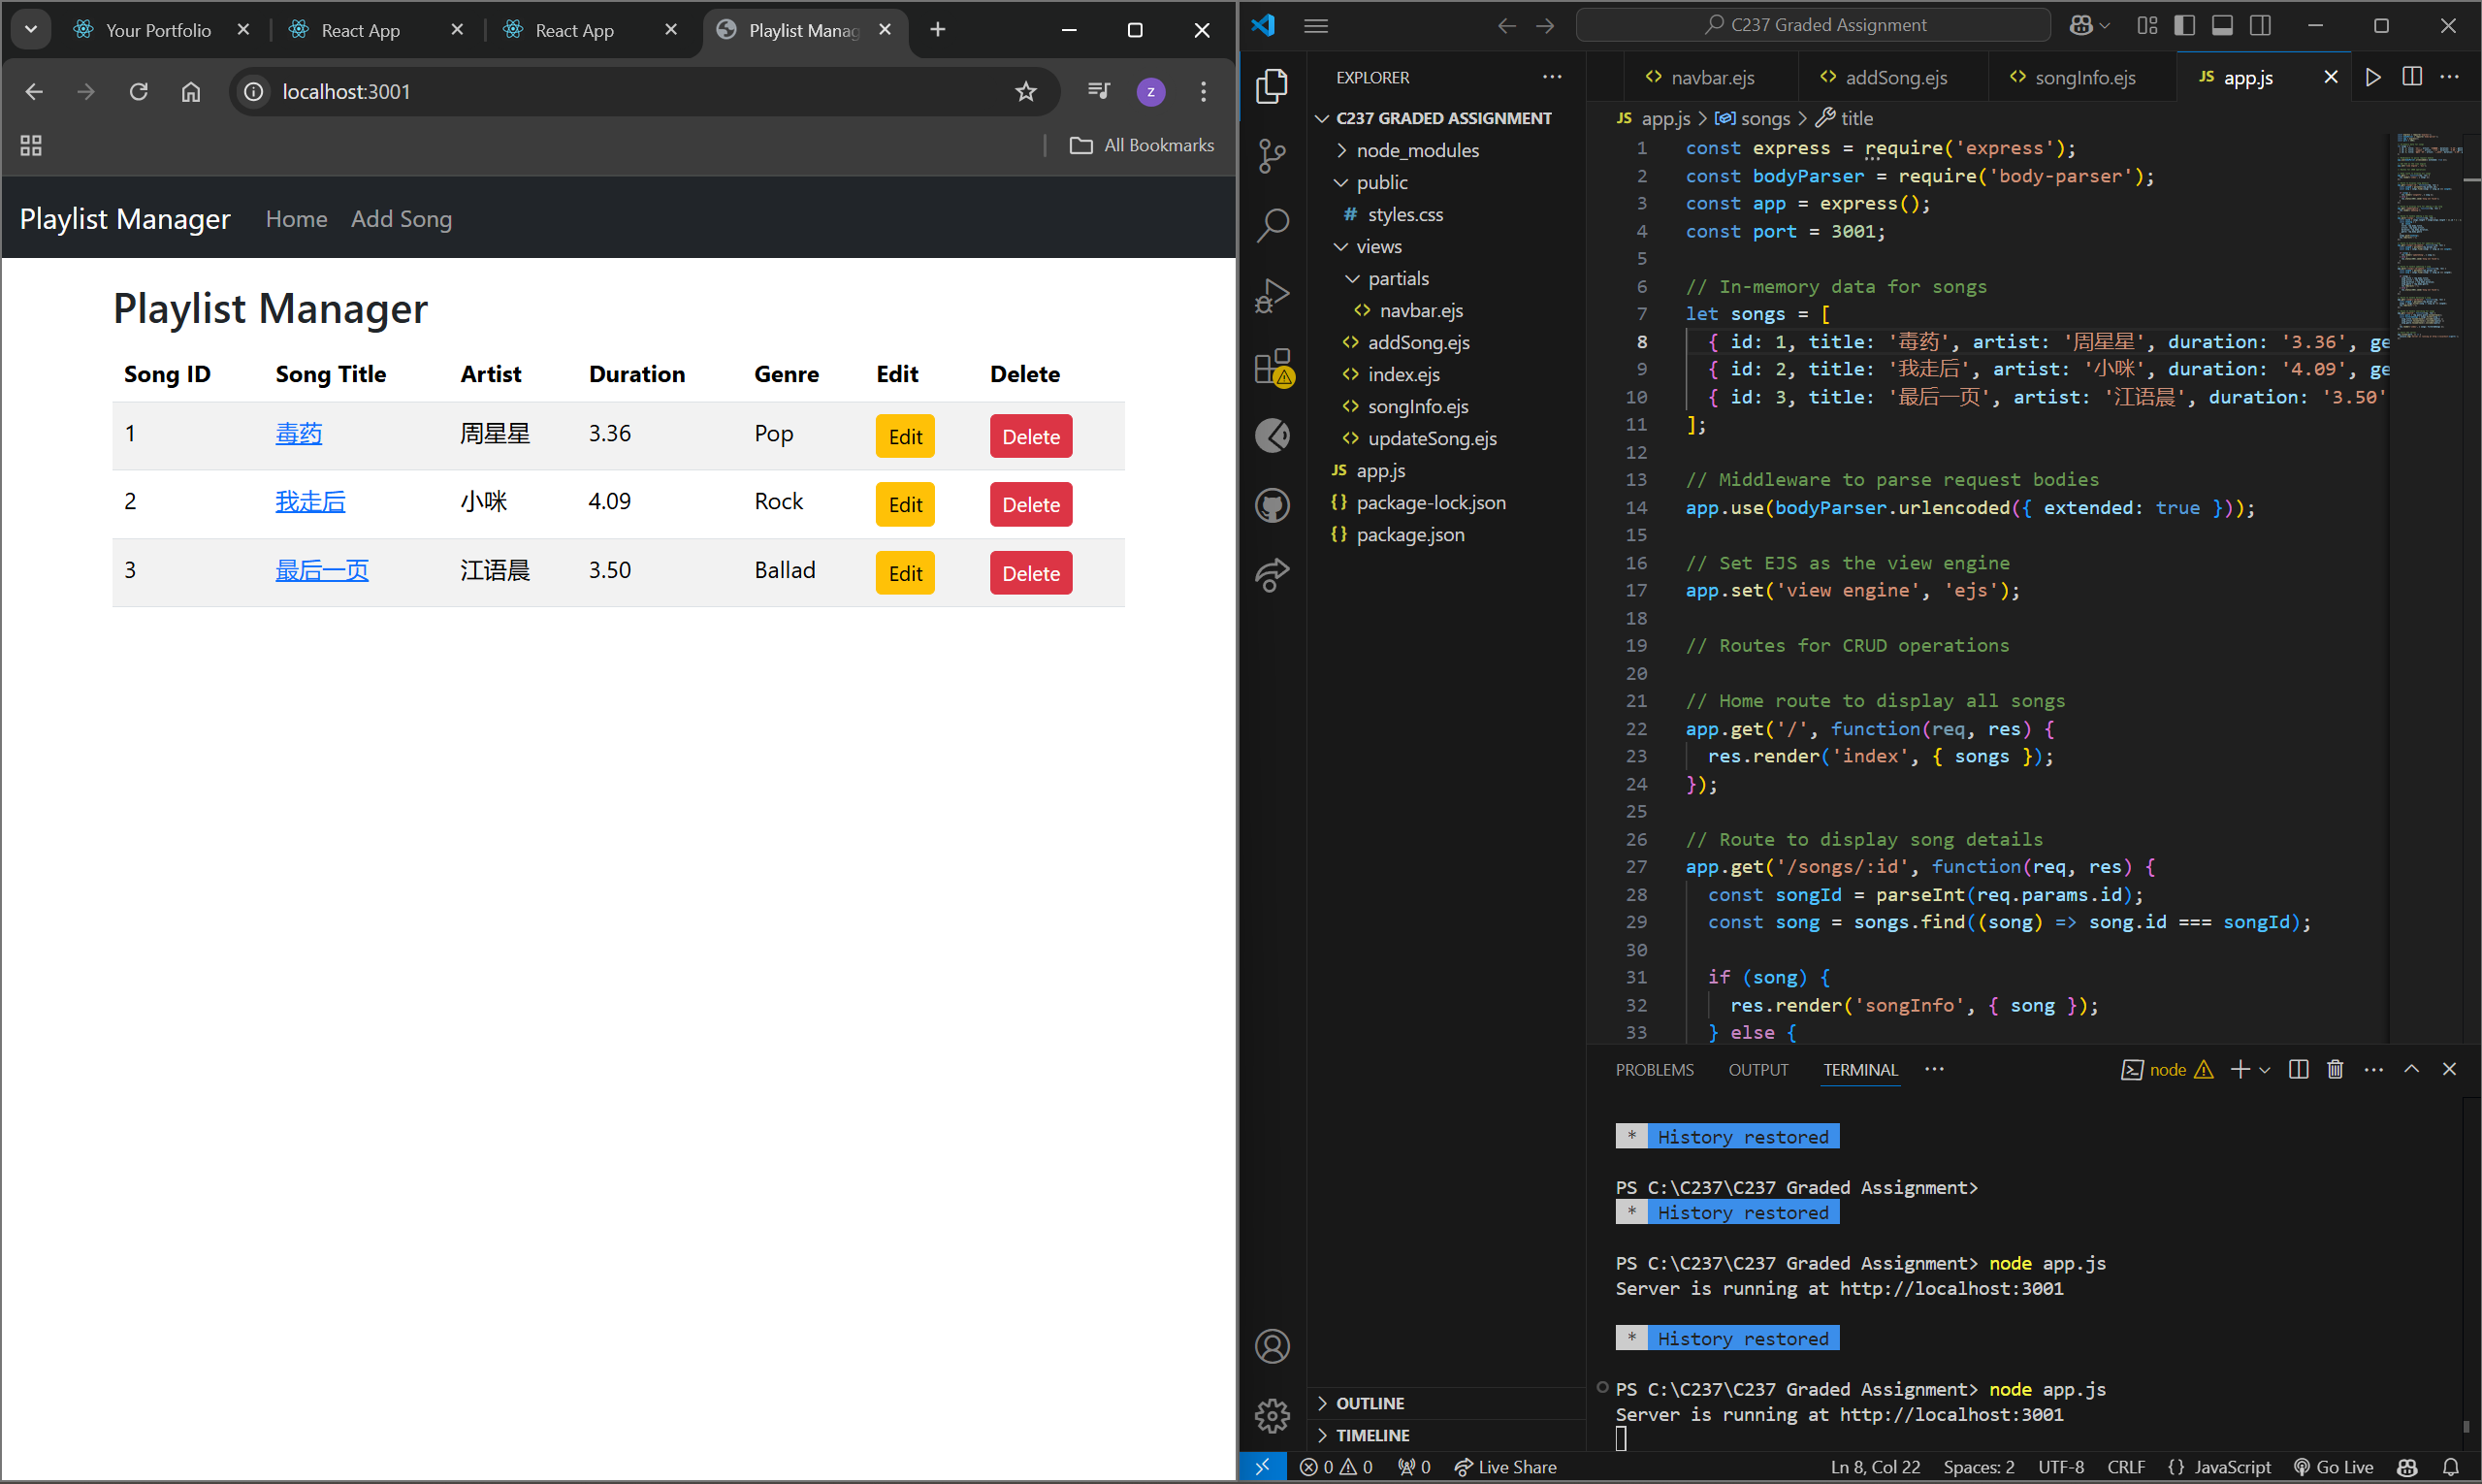 Your Portfolio
React App
React App
Playlist Manag
localhost:3001
z
All Bookmarks
Playlist Manager Home Add Song
Playlist Manager
Song ID Song Title Artist Duration Genre Edit Delete
1 毒药 周星星 3.36 Pop Edit Delete
2 我走后 小咪 4.09 Rock Edit Delete
3 最后一页 江语晨 3.50 Ballad Edit Delete
C237 Graded Assignment
EXPLORER
C237 GRADED ASSIGNMENT
node_modules
public
# styles.css
views
partials
<> navbar.ejs
<> addSong.ejs
<> index.ejs
<> songInfo.ejs
<> updateSong.ejs
JS app.js
{} package-lock.json
{} package.json
OUTLINE
TIMELINE
<> navbar.ejs <> addSong.ejs <> songInfo.ejs JS app.js
JS app.js > songs > title
1 const express = require('express');
2 const bodyParser = require('body-parser');
3 const app = express();
4 const port = 3001;
5
6 // In-memory data for songs
7 let songs = [
8 { id: 1, title: '毒药', artist: '周星星', duration: '3.36', ge
9 { id: 2, title: '我走后', artist: '小咪', duration: '4.09', ge
10 { id: 3, title: '最后一页', artist: '江语晨', duration: '3.50'
11 ];
12
13 // Middleware to parse request bodies
14 app.use(bodyParser.urlencoded({ extended: true }));
15
16 // Set EJS as the view engine
17 app.set('view engine', 'ejs');
18
19 // Routes for CRUD operations
20
21 // Home route to display all songs
22 app.get('/', function(req, res) {
23 res.render('index', { songs });
24 });
25
26 // Route to display song details
27 app.get('/songs/:id', function(req, res) {
28 const songId = parseInt(req.params.id);
29 const song = songs.find((song) => song.id === songId);
30
31 if (song) {
32 res.render('songInfo', { song });
33 } else {
PROBLEMS OUTPUT TERMINAL node
* History restored
PS C:\C237\C237 Graded Assignment>
* History restored
PS C:\C237\C237 Graded Assignment> node app.js
Server is running at http://localhost:3001
* History restored
PS C:\C237\C237 Graded Assignment> node app.js
Server is running at http://localhost:3001
0 0 0 Live Share Ln 8, Col 22 Spaces: 2 UTF-8 CRLF {} JavaScript Go Live